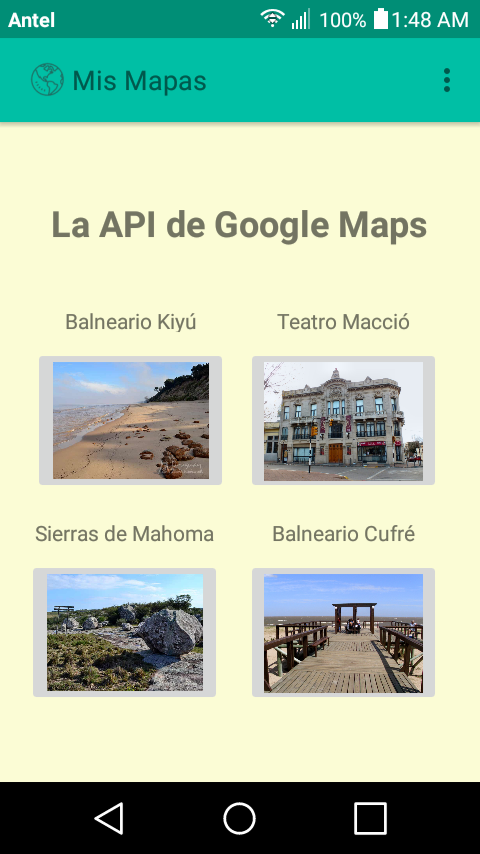 Antel
100%
1:48 AM
Mis Mapas
La API de Google Maps
Balneario Kiyú
Teatro Macció
Sierras de Mahoma
Balneario Cufré